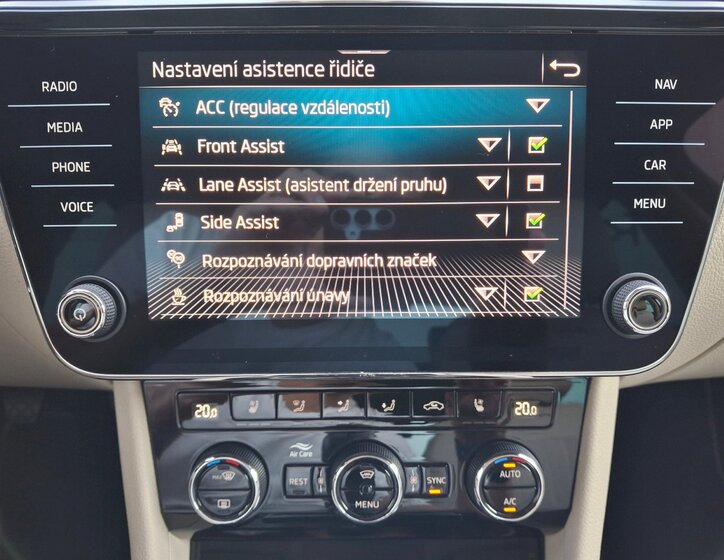 Nastavení asistence řidiče
RADIO
MEDIA
PHONE
VOICE
ACC (regulace vzdálenosti)
Front Assist
Lane Assist (asistent držení pruhu)
Side Assist
Rozpoznávání dopravních značek
Rozpoznávání únavy
NAV
APP
CAR
MENU
20.0
20.0
Air Care
MAX
REST
MENU
SYNC
AUTO
A/C